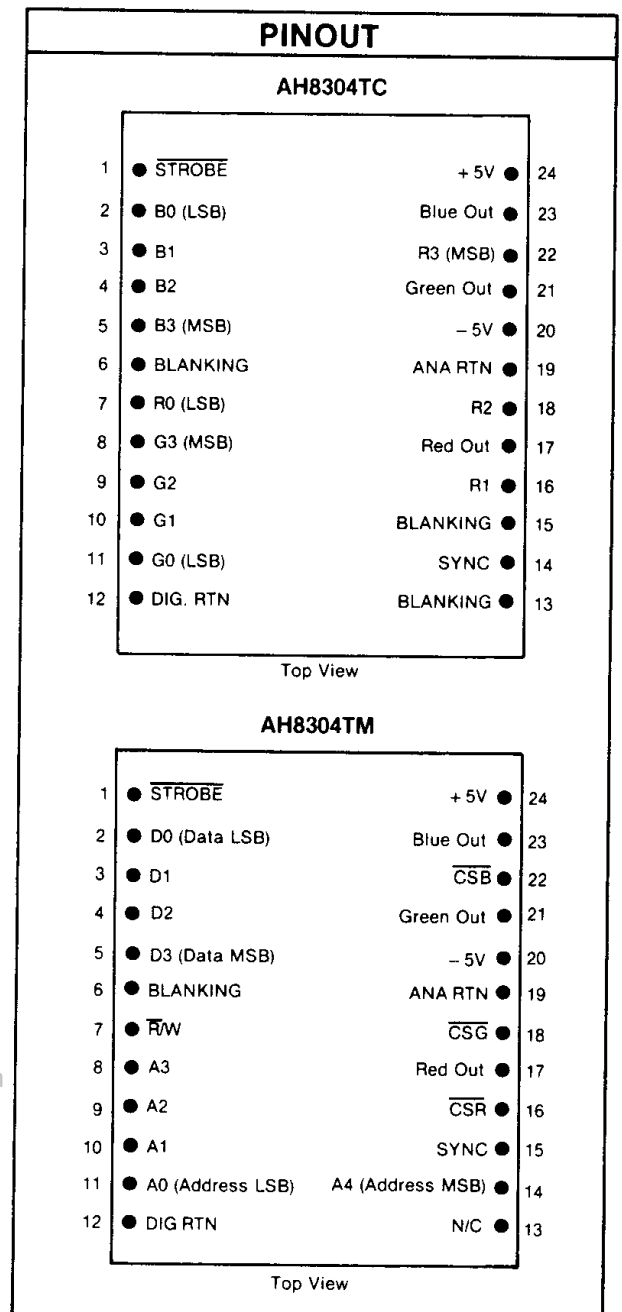 PINOUT
AH8304TC
1 S̅T̅R̅O̅B̅E̅ + 5V 24
2 B0 (LSB) Blue Out 23
3 B1 R3 (MSB) 22
4 B2 Green Out 21
5 B3 (MSB) – 5V 20
6 BLANKING ANA RTN 19
7 R0 (LSB) R2 18
8 G3 (MSB) Red Out 17
9 G2 R1 16
10 G1 BLANKING 15
11 G0 (LSB) SYNC 14
12 DIG. RTN BLANKING 13
Top View
AH8304TM
1 S̅T̅R̅O̅B̅E̅ + 5V 24
2 D0 (Data LSB) Blue Out 23
3 D1 C̅S̅B̅ 22
4 D2 Green Out 21
5 D3 (Data MSB) – 5V 20
6 BLANKING ANA RTN 19
7 R̅/W C̅S̅G̅ 18
8 A3 Red Out 17
9 A2 C̅S̅R̅ 16
10 A1 SYNC 15
11 A0 (Address LSB) A4 (Address MSB) 14
12 DIG RTN N/C 13
Top View